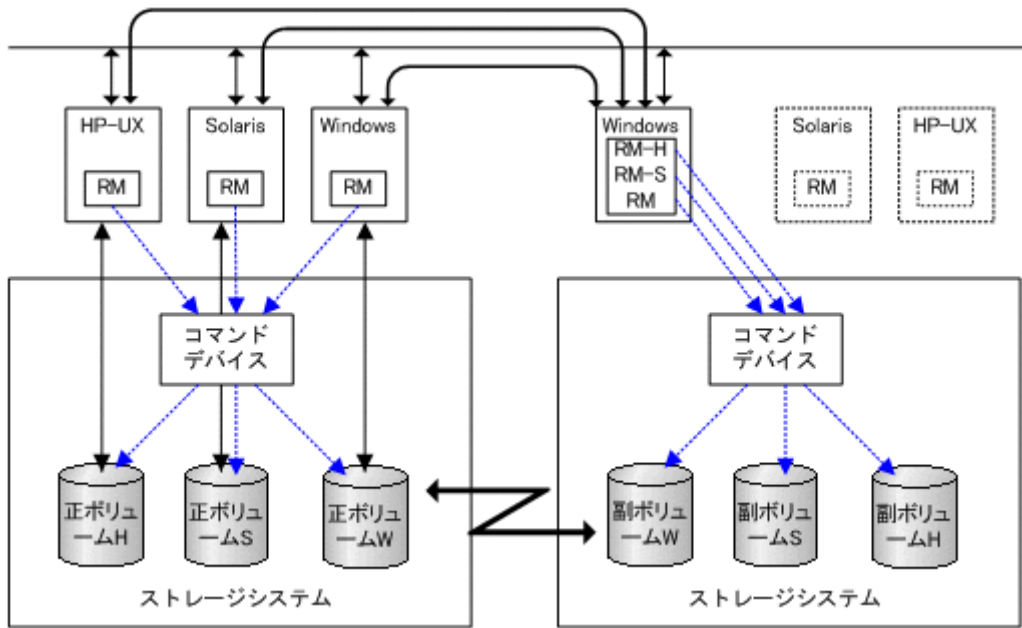 HP-UX
RM
Solaris
RM
Windows
RM
Windows
RM-H
RM-S
RM
Solaris
RM
HP-UX
RM
コマンド
デバイス
コマンド
デバイス
正ボリュ
ームH
正ボリュ
ームS
正ボリュ
ームW
副ボリュ
ームW
副ボリュ
ームS
副ボリュ
ームH
ストレージシステム
ストレージシステム